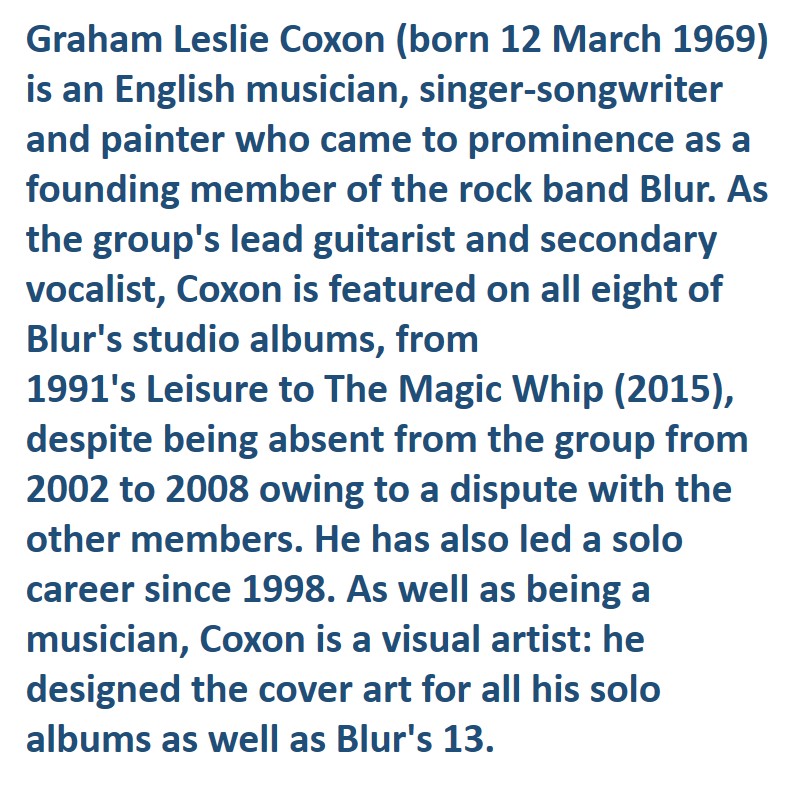 Graham Leslie Coxon (born 12 March 1969)
is an English musician, singer-songwriter
and painter who came to prominence as a
founding member of the rock band Blur. As
the group's lead guitarist and secondary
vocalist, Coxon is featured on all eight of
Blur's studio albums, from
1991's Leisure to The Magic Whip (2015),
despite being absent from the group from
2002 to 2008 owing to a dispute with the
other members. He has also led a solo
career since 1998. As well as being a
musician, Coxon is a visual artist: he
designed the cover art for all his solo
albums as well as Blur's 13.